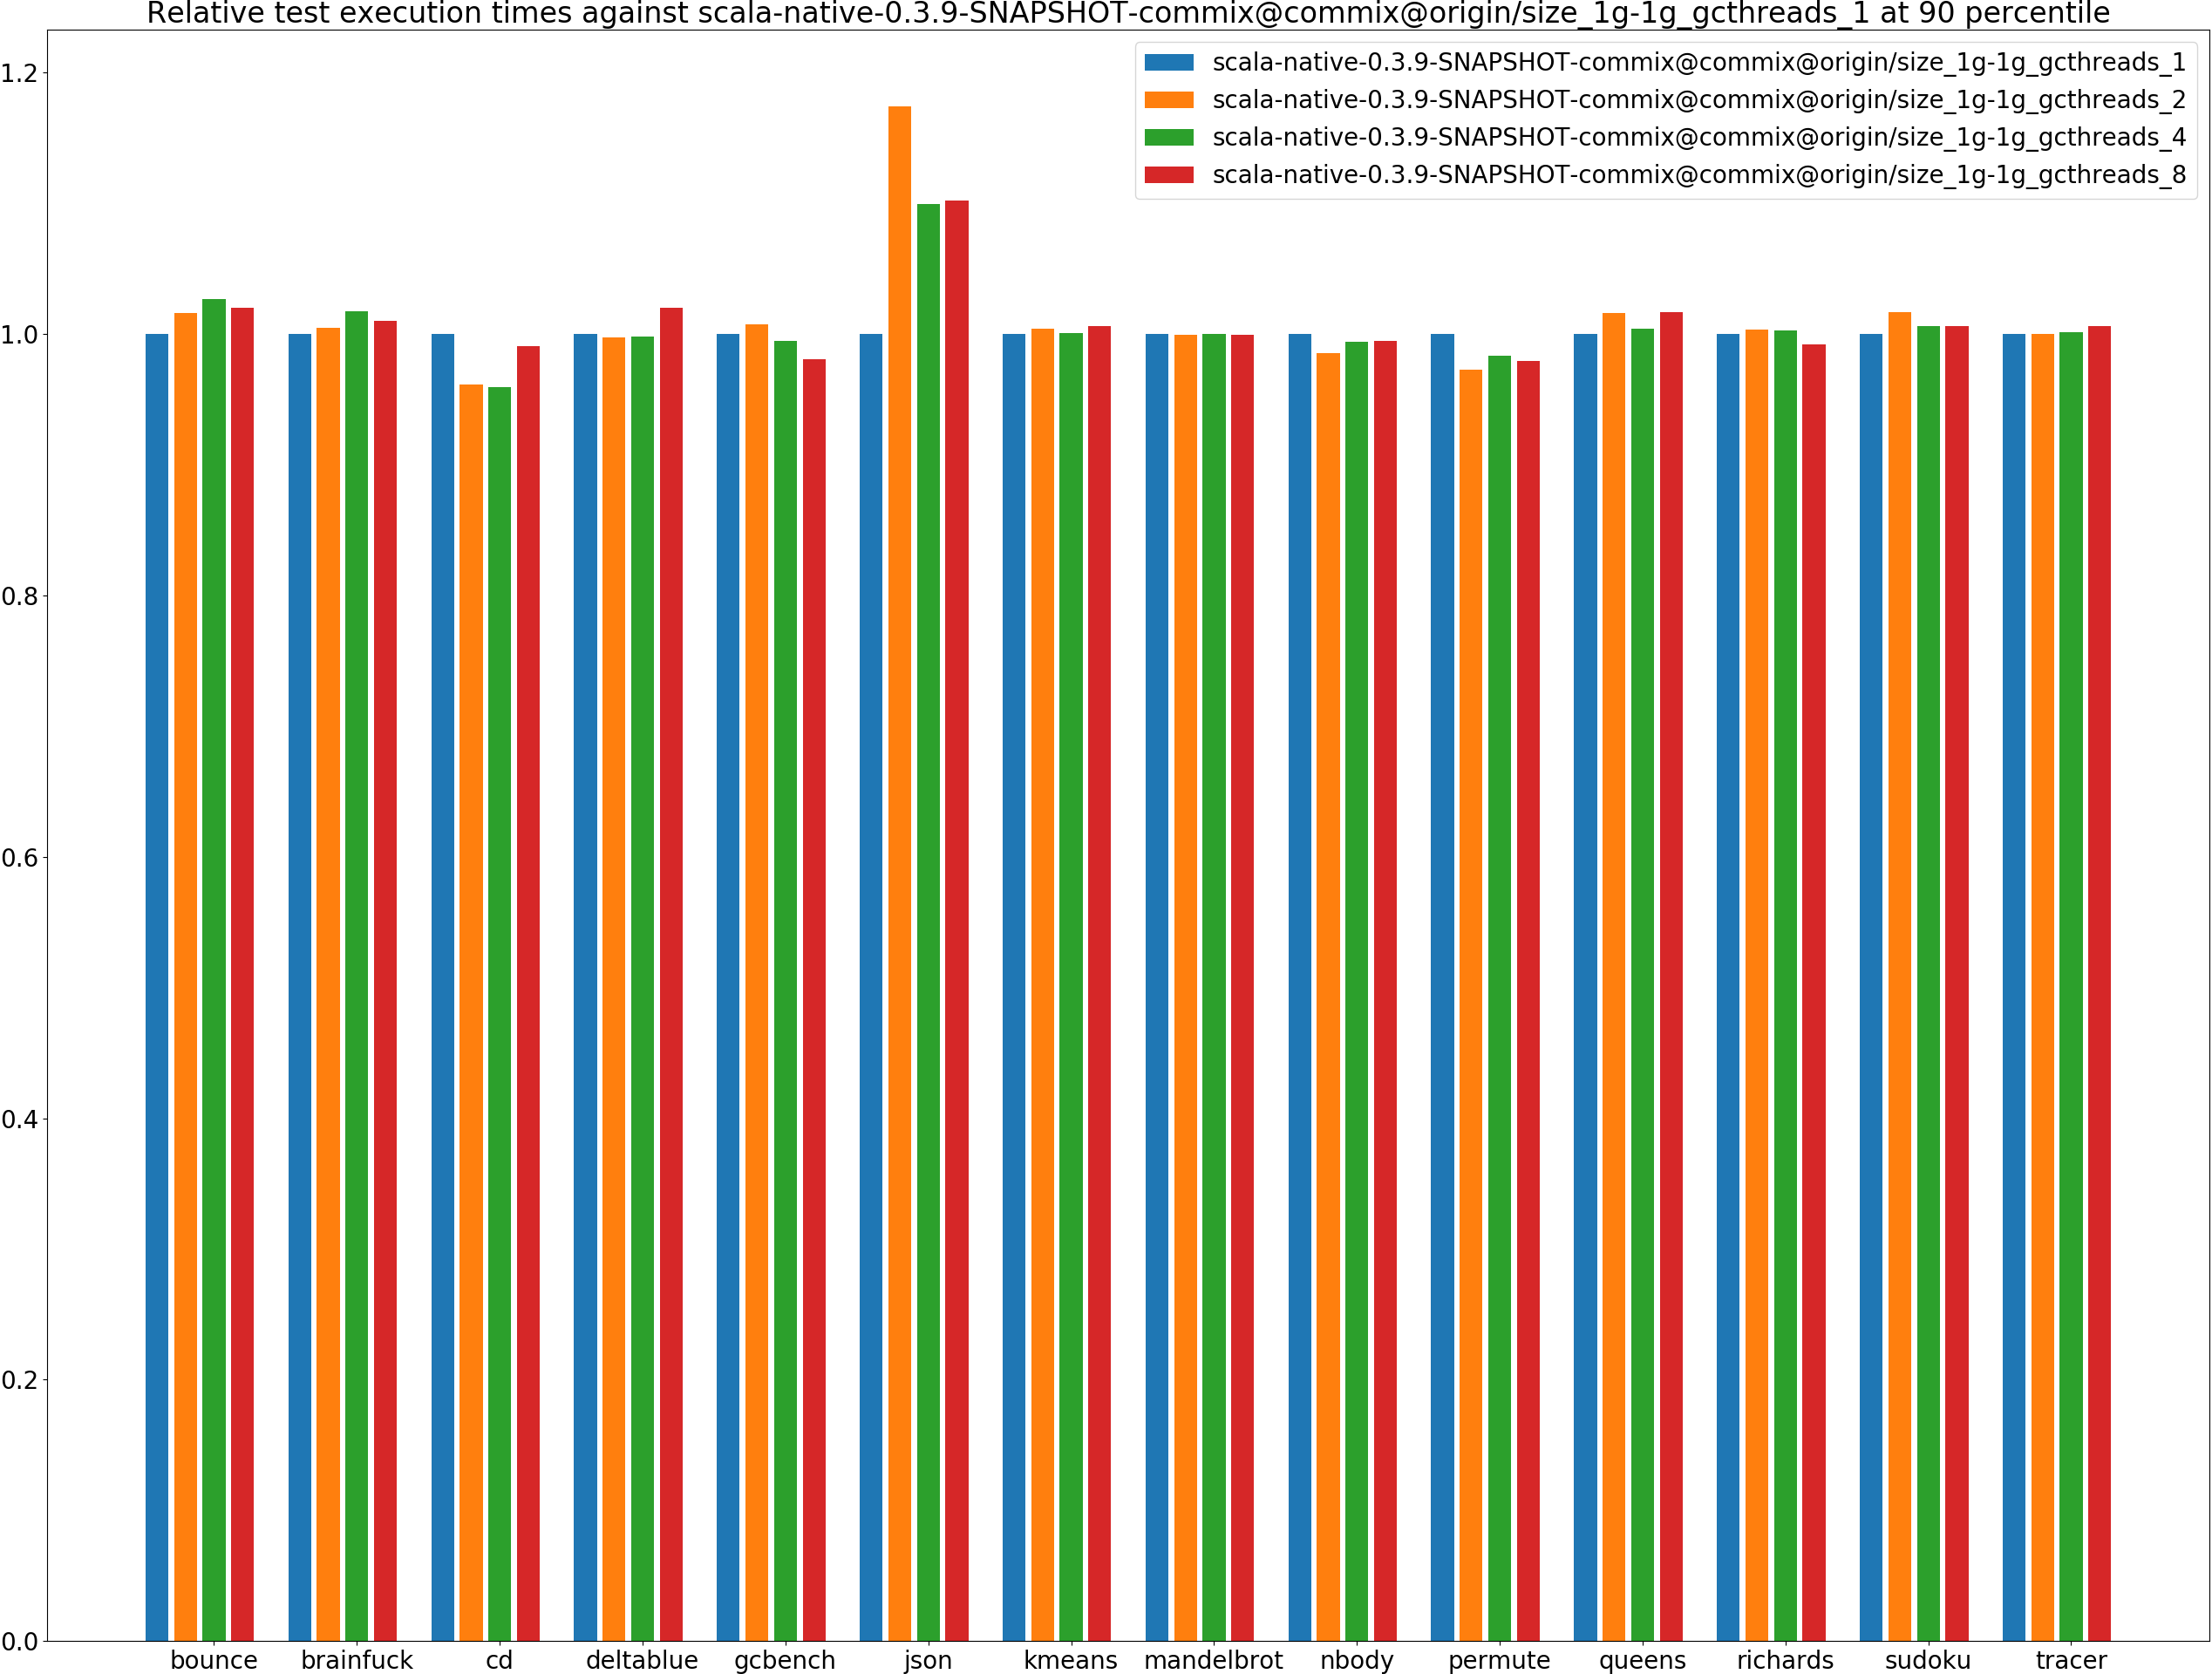 Relative test execution times against scala-native-0.3.9-SNAPSHOT-commix@commix@origin/size_1g-1g_gcthreads_1 at 90 percentile
scala-native-0.3.9-SNAPSHOT-commix@commix@origin/size_1g-1g_gcthreads_1
scala-native-0.3.9-SNAPSHOT-commix@commix@origin/size_1g-1g_gcthreads_2
scala-native-0.3.9-SNAPSHOT-commix@commix@origin/size_1g-1g_gcthreads_4
scala-native-0.3.9-SNAPSHOT-commix@commix@origin/size_1g-1g_gcthreads_8
1.2
1.0
0.8
0.6
0.4
0.2
0.0
bounce brainfuck cd deltablue gcbench json kmeans mandelbrot nbody permute queens richards sudoku tracer